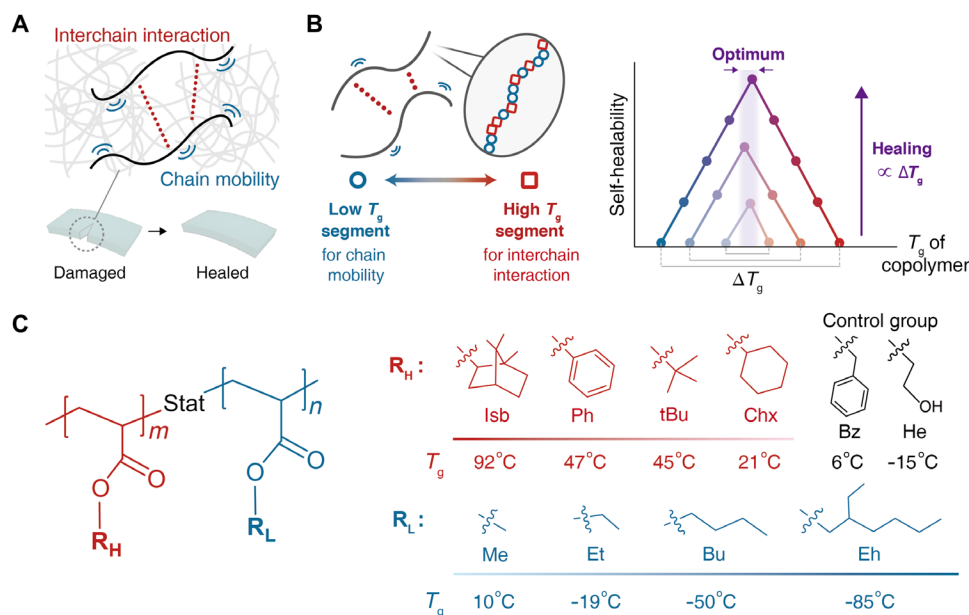 A
Interchain interaction
Chain mobility
Damaged
Healed
B
Low Tg
segment
for chain
mobility
High Tg
segment
for interchain
interaction
Self-healability
Optimum
Healing
∝ ΔTg
Tg of
copolymer
ΔTg
C
m
Stat
n
O
O
RH
O
O
RL
RH :
Isb
Ph
tBu
Chx
Control group
OH
Bz
He
Tg
92°C
47°C
45°C
21°C
6°C
-15°C
RL :
Me
Et
Bu
Eh
Tg
10°C
-19°C
-50°C
-85°C